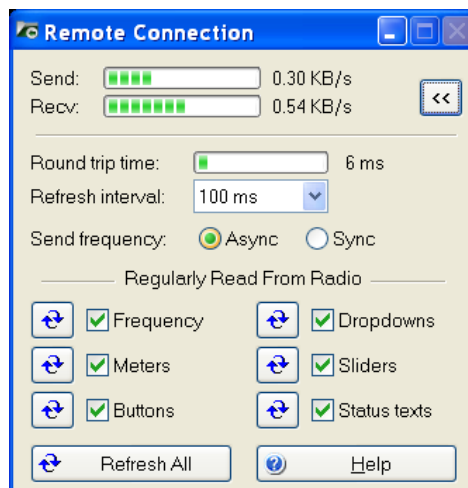 Remote Connection
Send: 0.30 KB/s
Recv: 0.54 KB/s
<<
Round trip time: 6 ms
Refresh interval: 100 ms
Send frequency: Async Sync
Regularly Read From Radio
Frequency Dropdowns
Meters Sliders
Buttons Status texts
Refresh All Help